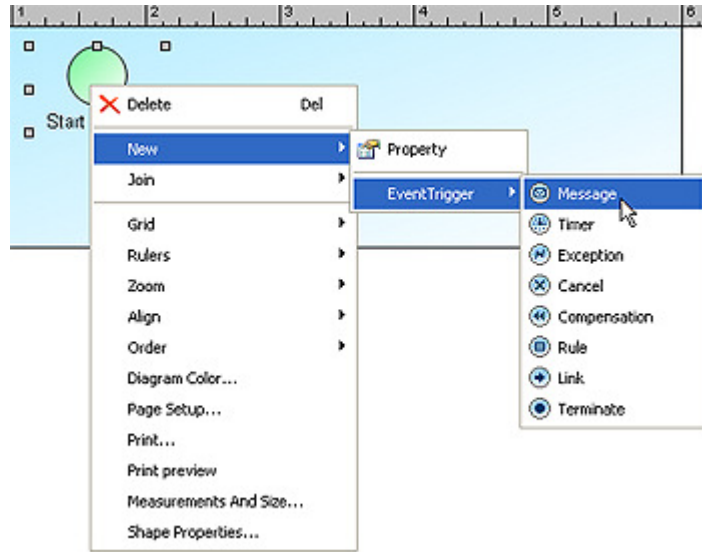 1 2 3 4 5 6
Start
Delete Del
New
Join
Grid
Rulers
Zoom
Align
Order
Diagram Color...
Page Setup...
Print...
Print preview
Measurements And Size...
Shape Properties...
Property
EventTrigger
Message
Timer
Exception
Cancel
Compensation
Rule
Link
Terminate